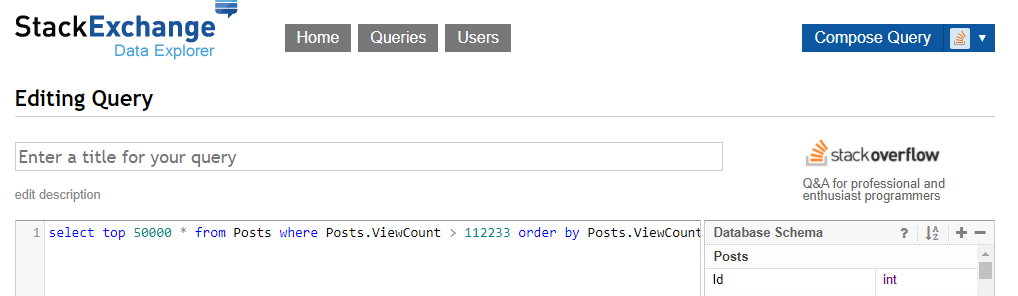 StackExchange
Data Explorer
Home
Queries
Users
Compose Query
Editing Query
Enter a title for your query
edit description
stackoverflow
Q&A for professional and
enthusiast programmers
1 select top 50000 * from Posts where Posts.ViewCount > 112233 order by Posts.ViewCount
Database Schema ? AZ
Posts
Id int